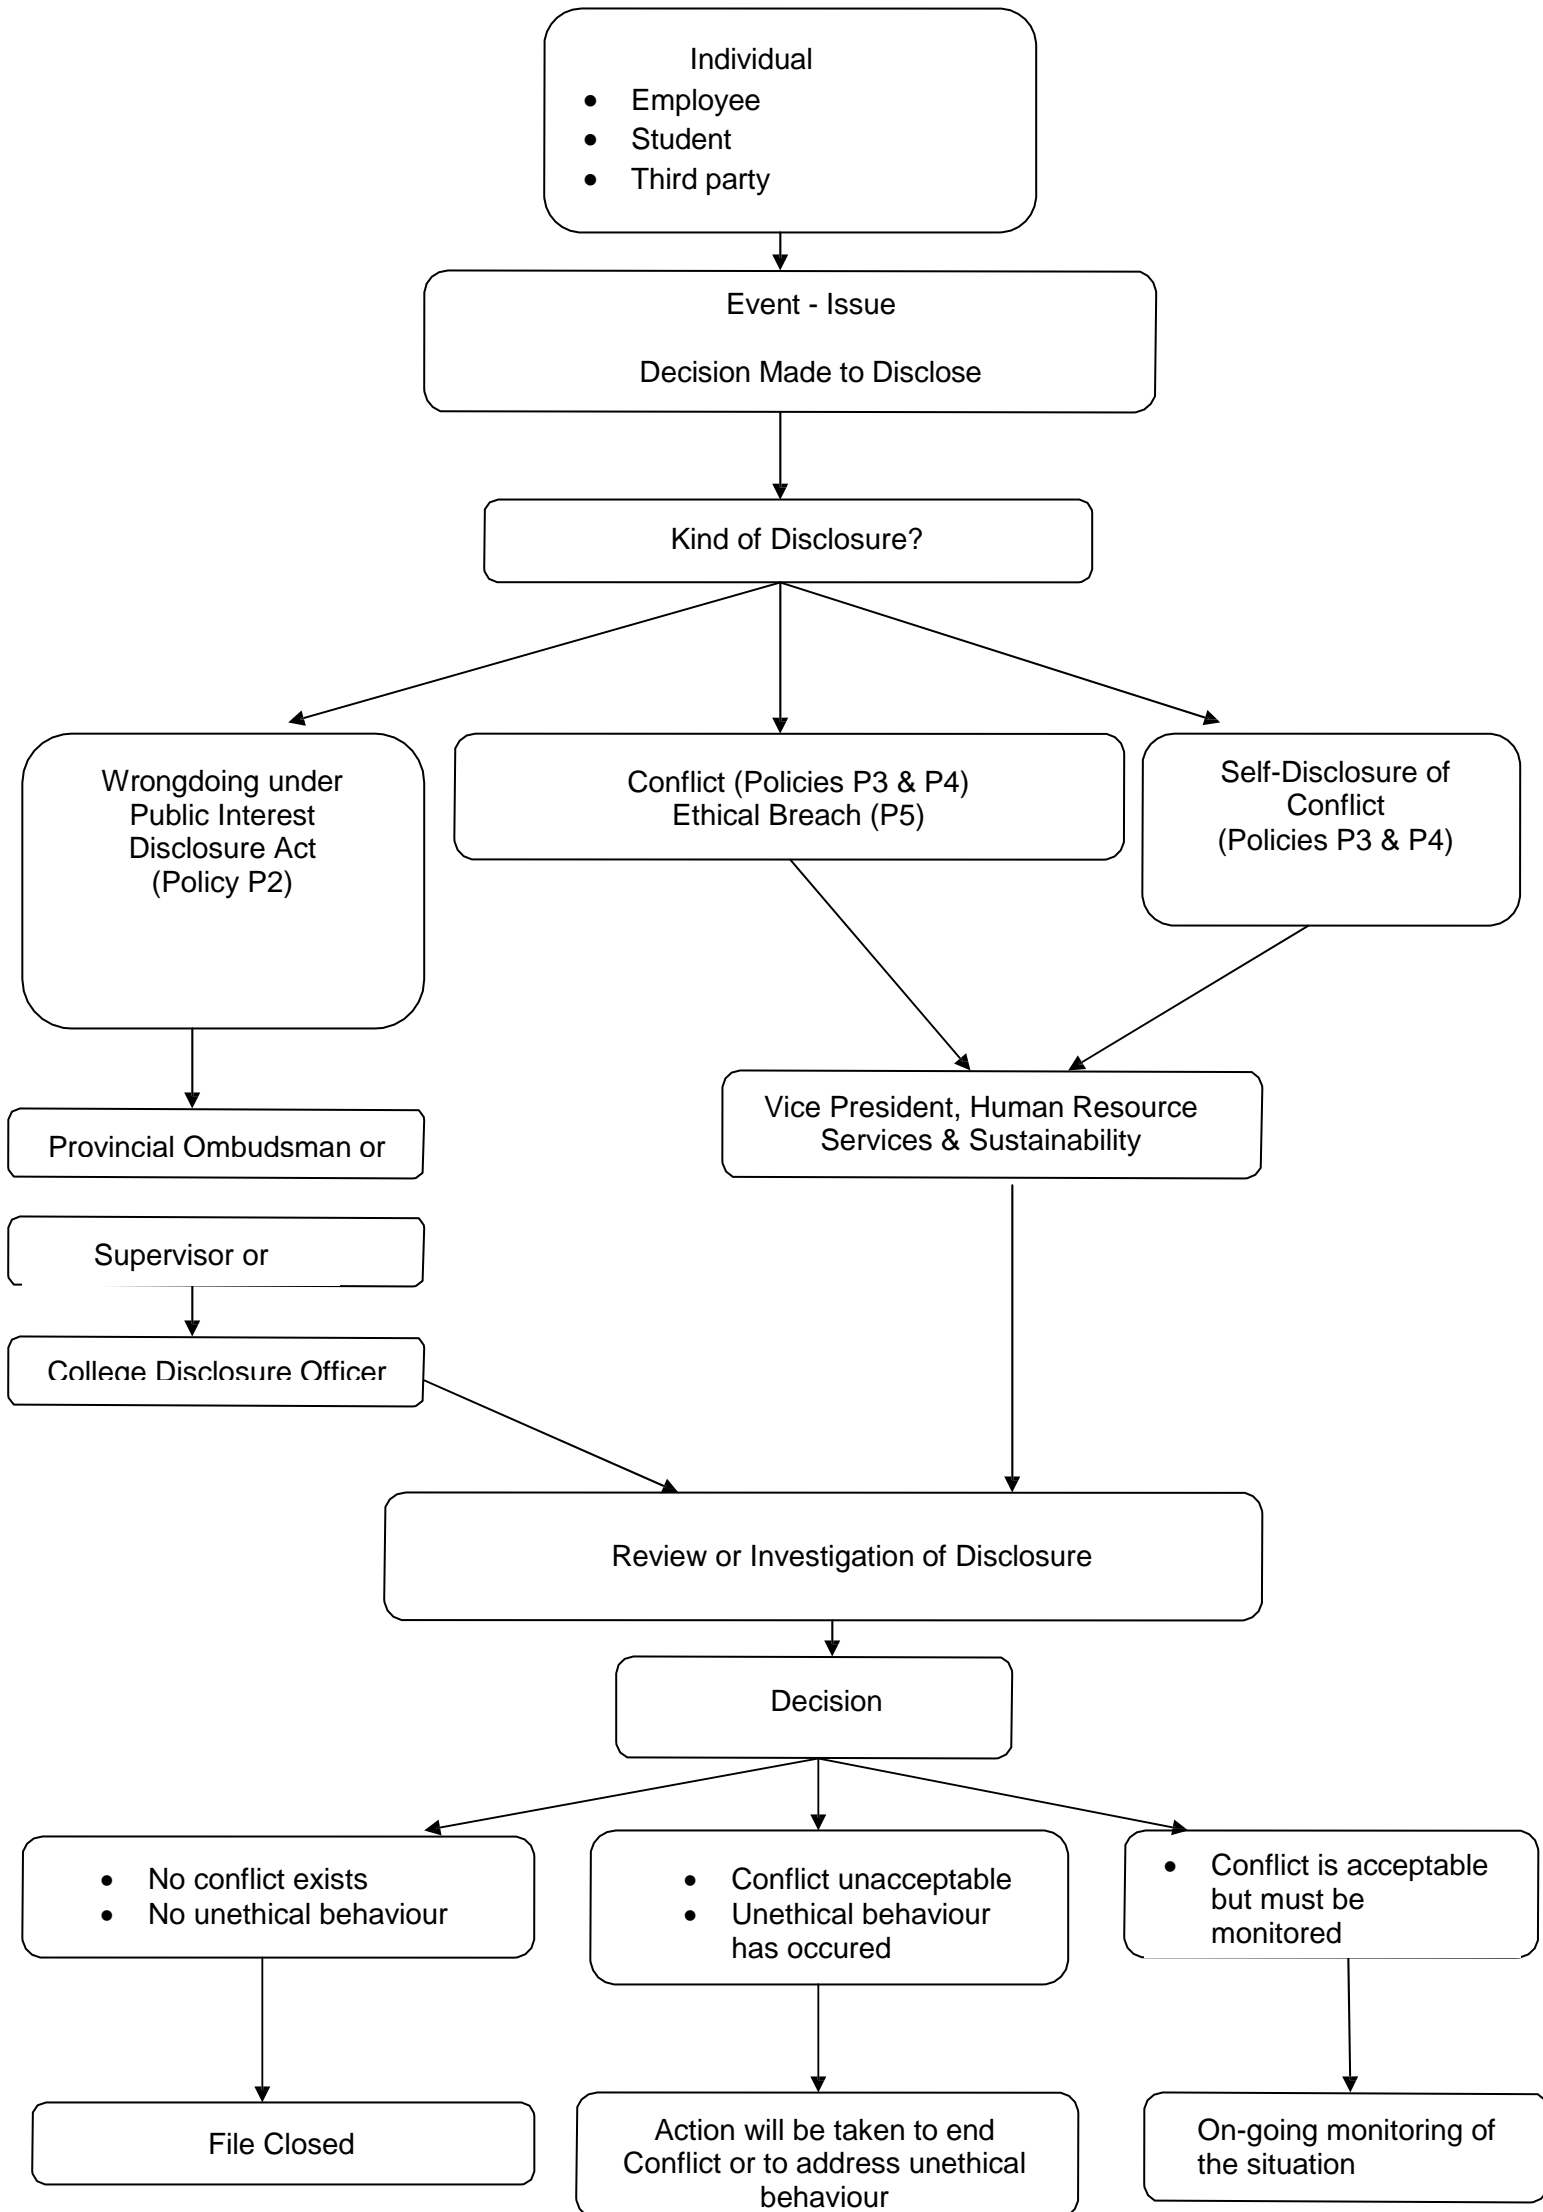 Individual
• Employee
• Student
• Third party
Event - Issue
Decision Made to Disclose
Kind of Disclosure?
Wrongdoing under
Public Interest
Disclosure Act
(Policy P2)
Conflict (Policies P3 & P4)
Ethical Breach (P5)
Self-Disclosure of
Conflict
(Policies P3 & P4)
Provincial Ombudsman or
Supervisor or
College Disclosure Officer
Vice President, Human Resource
Services & Sustainability
Review or Investigation of Disclosure
Decision
• No conflict exists
• No unethical behaviour
• Conflict unacceptable
• Unethical behaviour
has occured
• Conflict is acceptable
but must be
monitored
File Closed
Action will be taken to end
Conflict or to address unethical
behaviour
On-going monitoring of
the situation